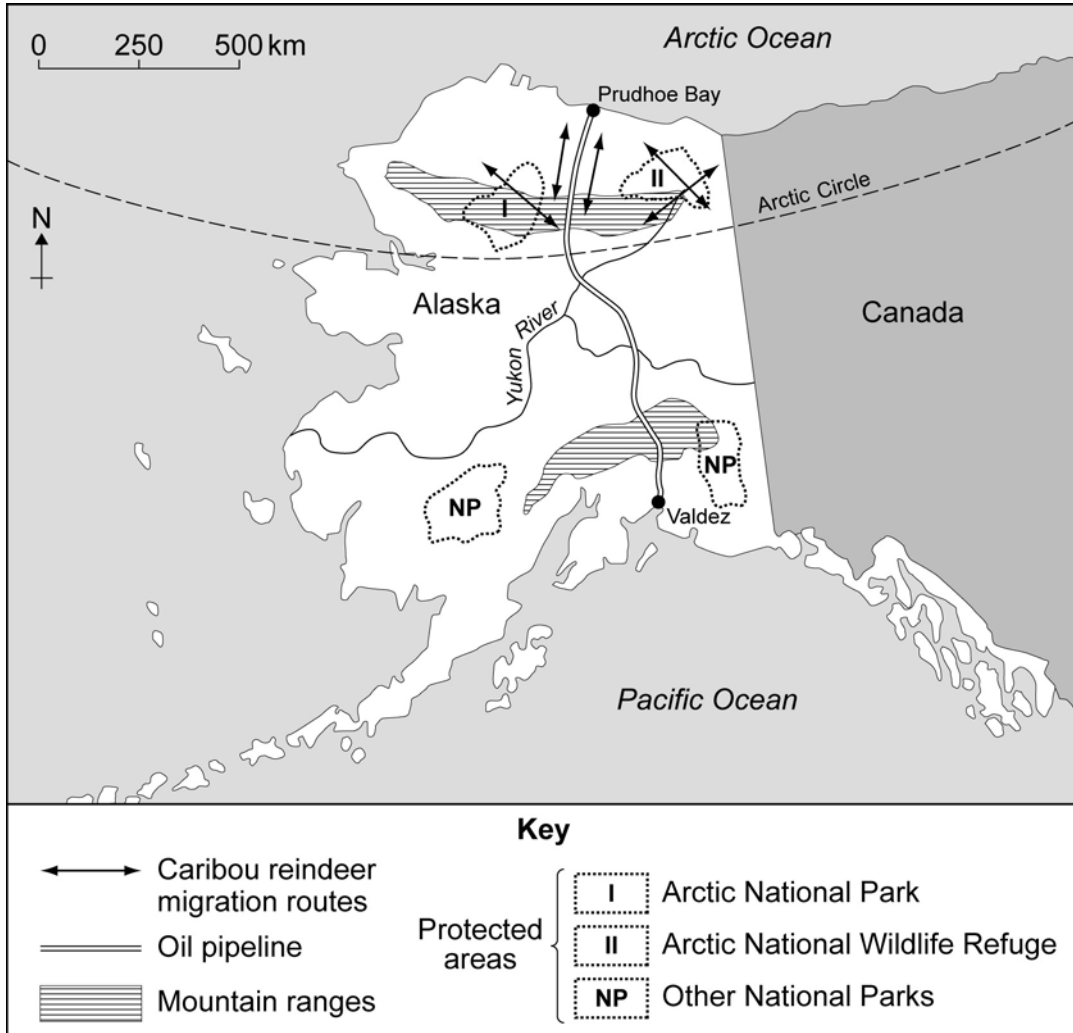 0 250 500 km
Arctic Ocean
Prudhoe Bay
II
I
Arctic Circle
N
Alaska
Canada
Yukon River
NP
NP
Valdez
Pacific Ocean
Key
Caribou reindeer
migration routes
Oil pipeline
Mountain ranges
Protected
areas
I Arctic National Park
II Arctic National Wildlife Refuge
NP Other National Parks